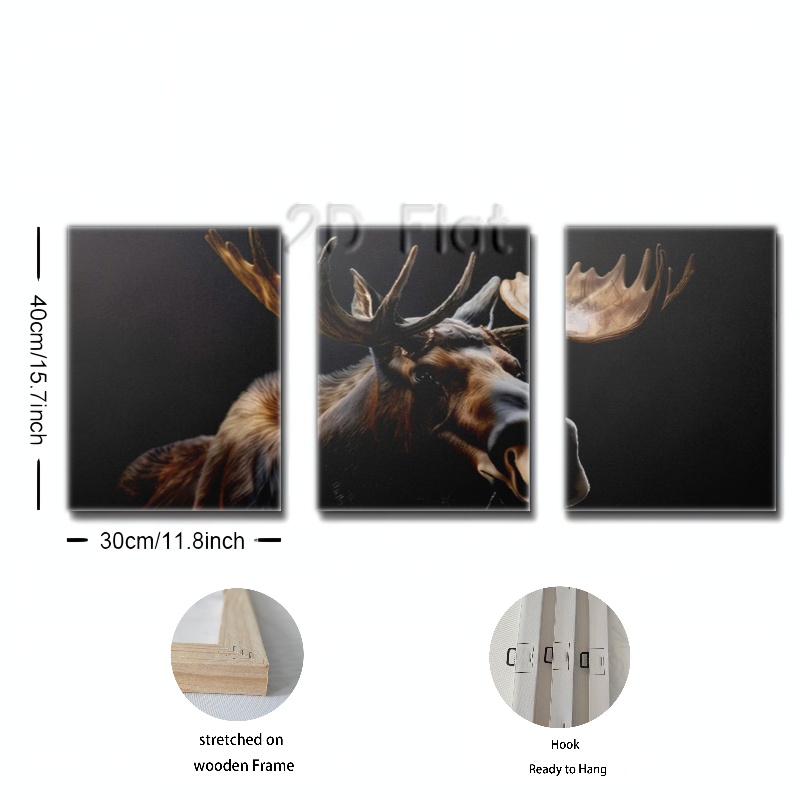 2D Flat
40cm/15.7inch
30cm/11.8inch
stretched on
wooden Frame
Hook
Ready to Hang